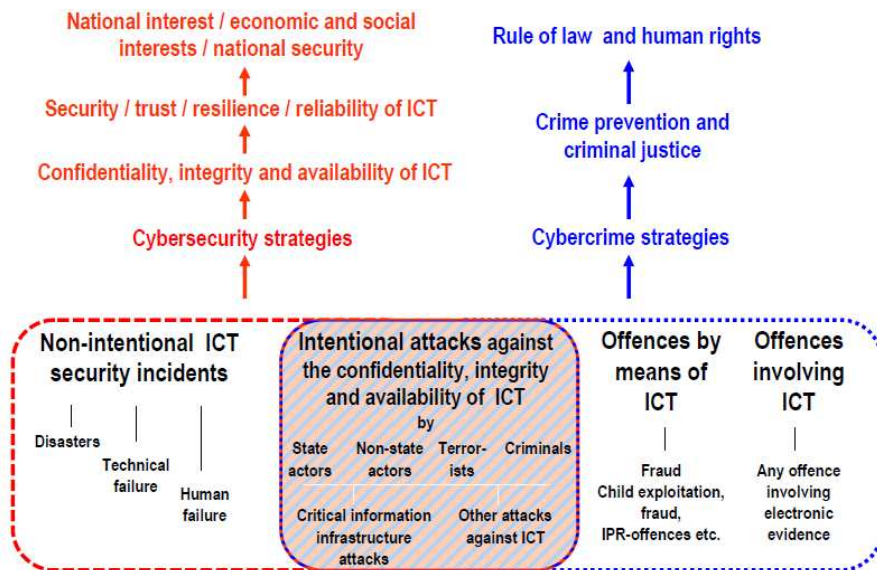 National interest / economic and social
interests / national security
Security / trust / resilience / reliability of ICT
Confidentiality, integrity and availability of ICT
Cybersecurity strategies
Rule of law and human rights
Crime prevention and
criminal justice
Cybercrime strategies
Non-intentional ICT
security incidents
Disasters
Technical
failure
Human
failure
Intentional attacks against
the confidentiality, integrity
and availability of ICT
by
State
actors
Non-state
actors
Terror-
ists
Criminals
Critical information
infrastructure
attacks
Other attacks
against ICT
Offences by
means of
ICT
Fraud
Child exploitation,
fraud,
IPR-offences etc.
Offences
involving
ICT
Any offence
involving
electronic
evidence